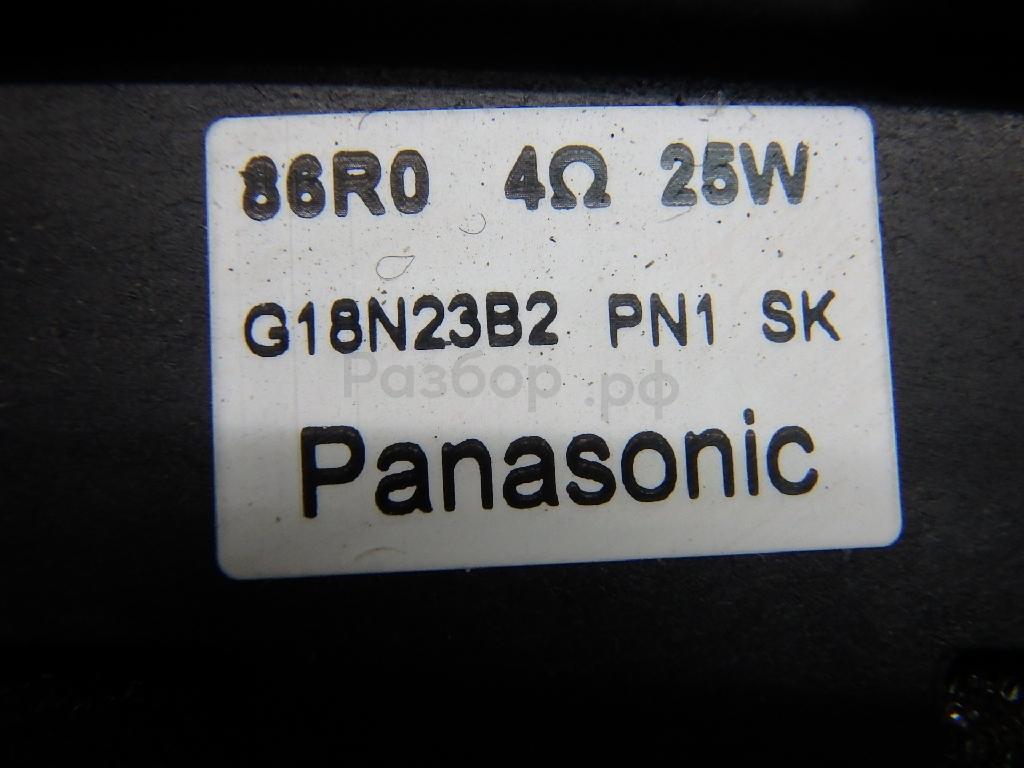 86R0 4Ω 25W
G18N23B2 PN1 SK
Разбор.рф
Panasonic